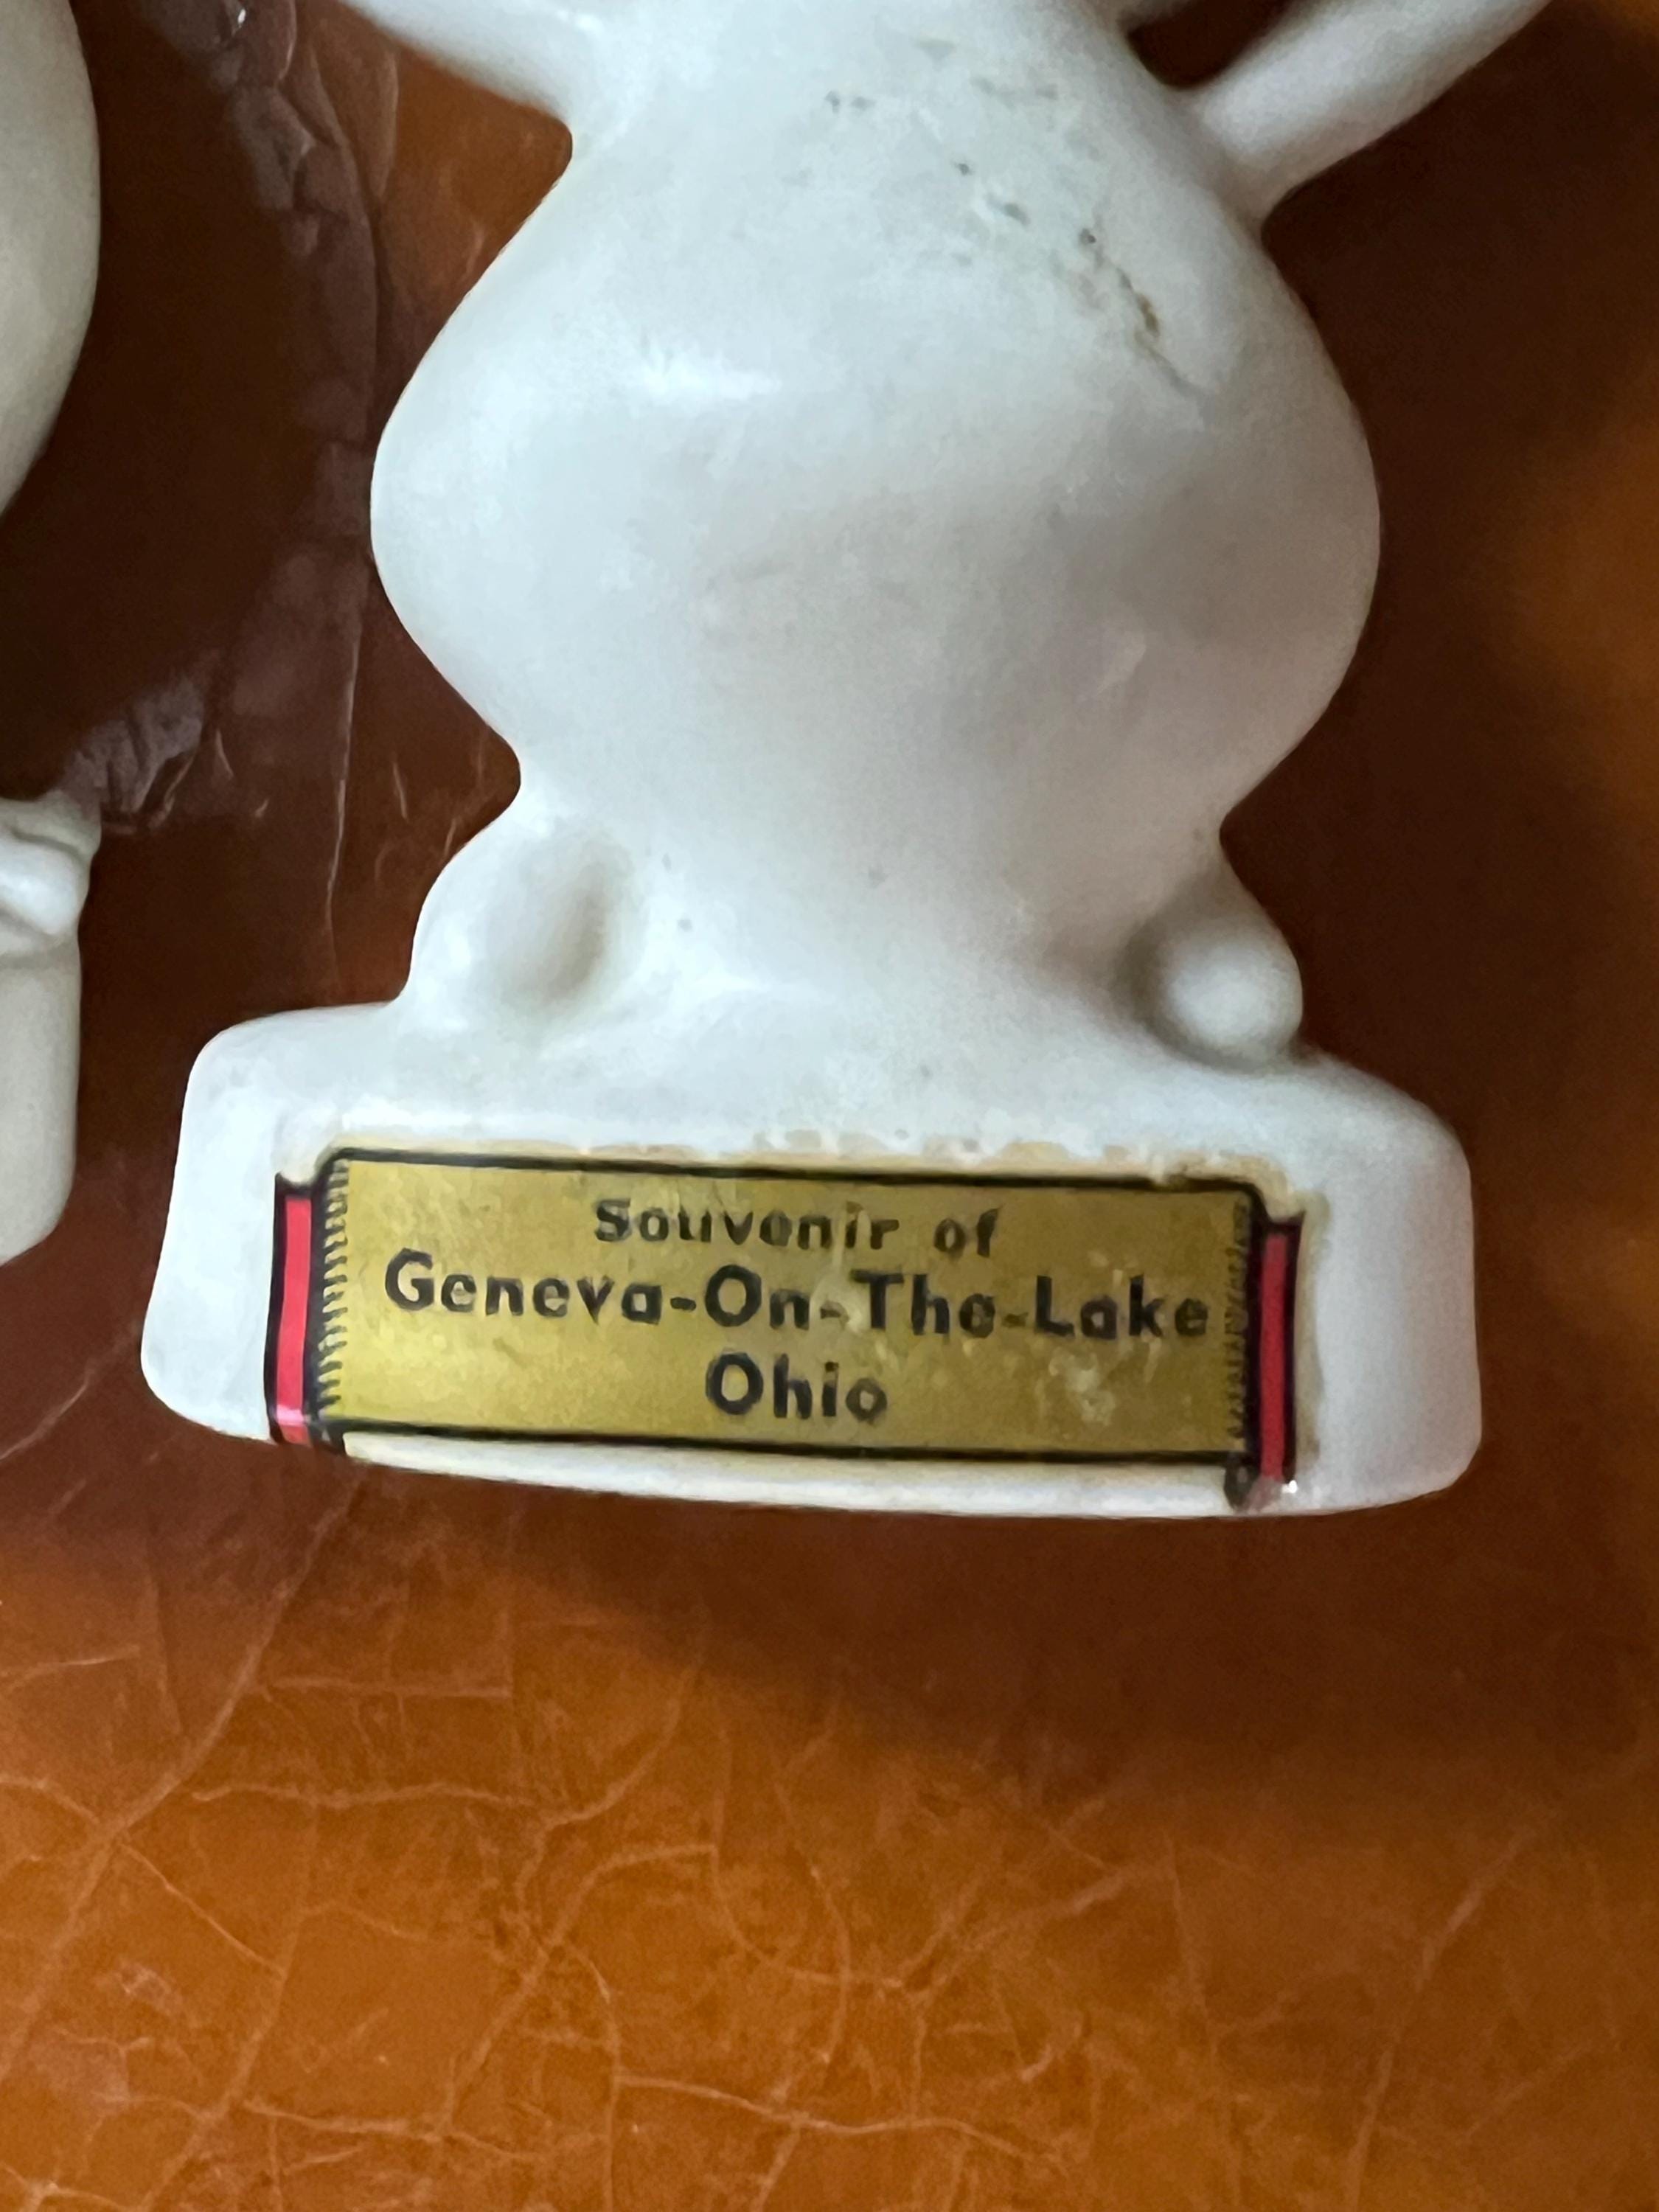 Souvenir of
Geneva-On-The-Lake
Ohio